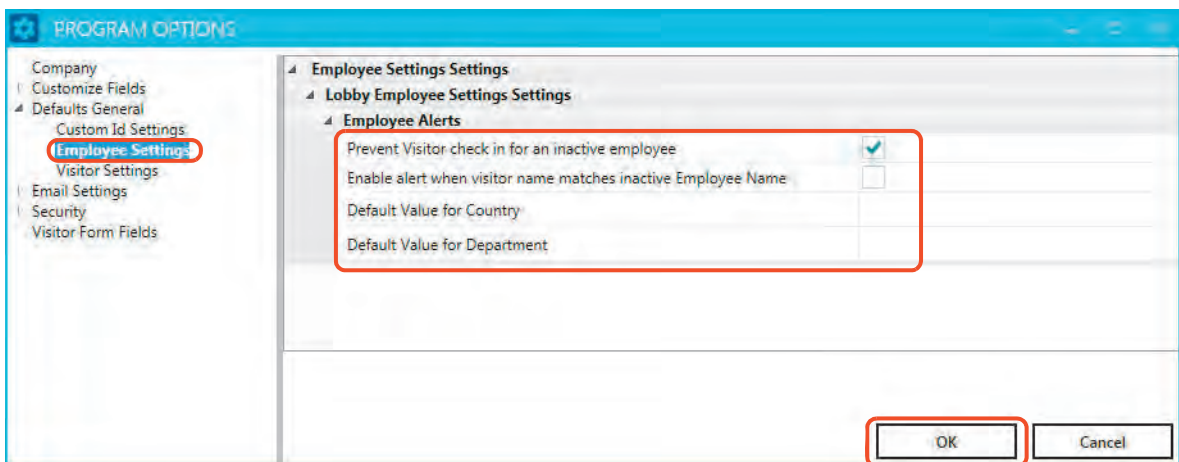 PROGRAM OPTIONS
Company
Customize Fields
Defaults General
Custom Id Settings
Employee Settings
Visitor Settings
Email Settings
Security
Visitor Form Fields
Employee Settings Settings
Lobby Employee Settings Settings
Employee Alerts
Prevent Visitor check in for an inactive employee
Enable alert when visitor name matches inactive Employee Name
Default Value for Country
Default Value for Department
OK
Cancel